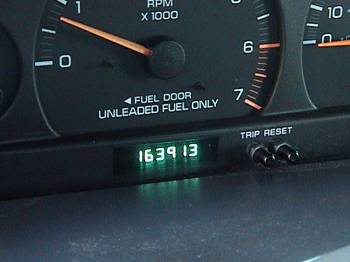 RPM
X 1000
1
0
6
7
10
0
◄ FUEL DOOR
UNLEADED FUEL ONLY
TRIP RESET
163913